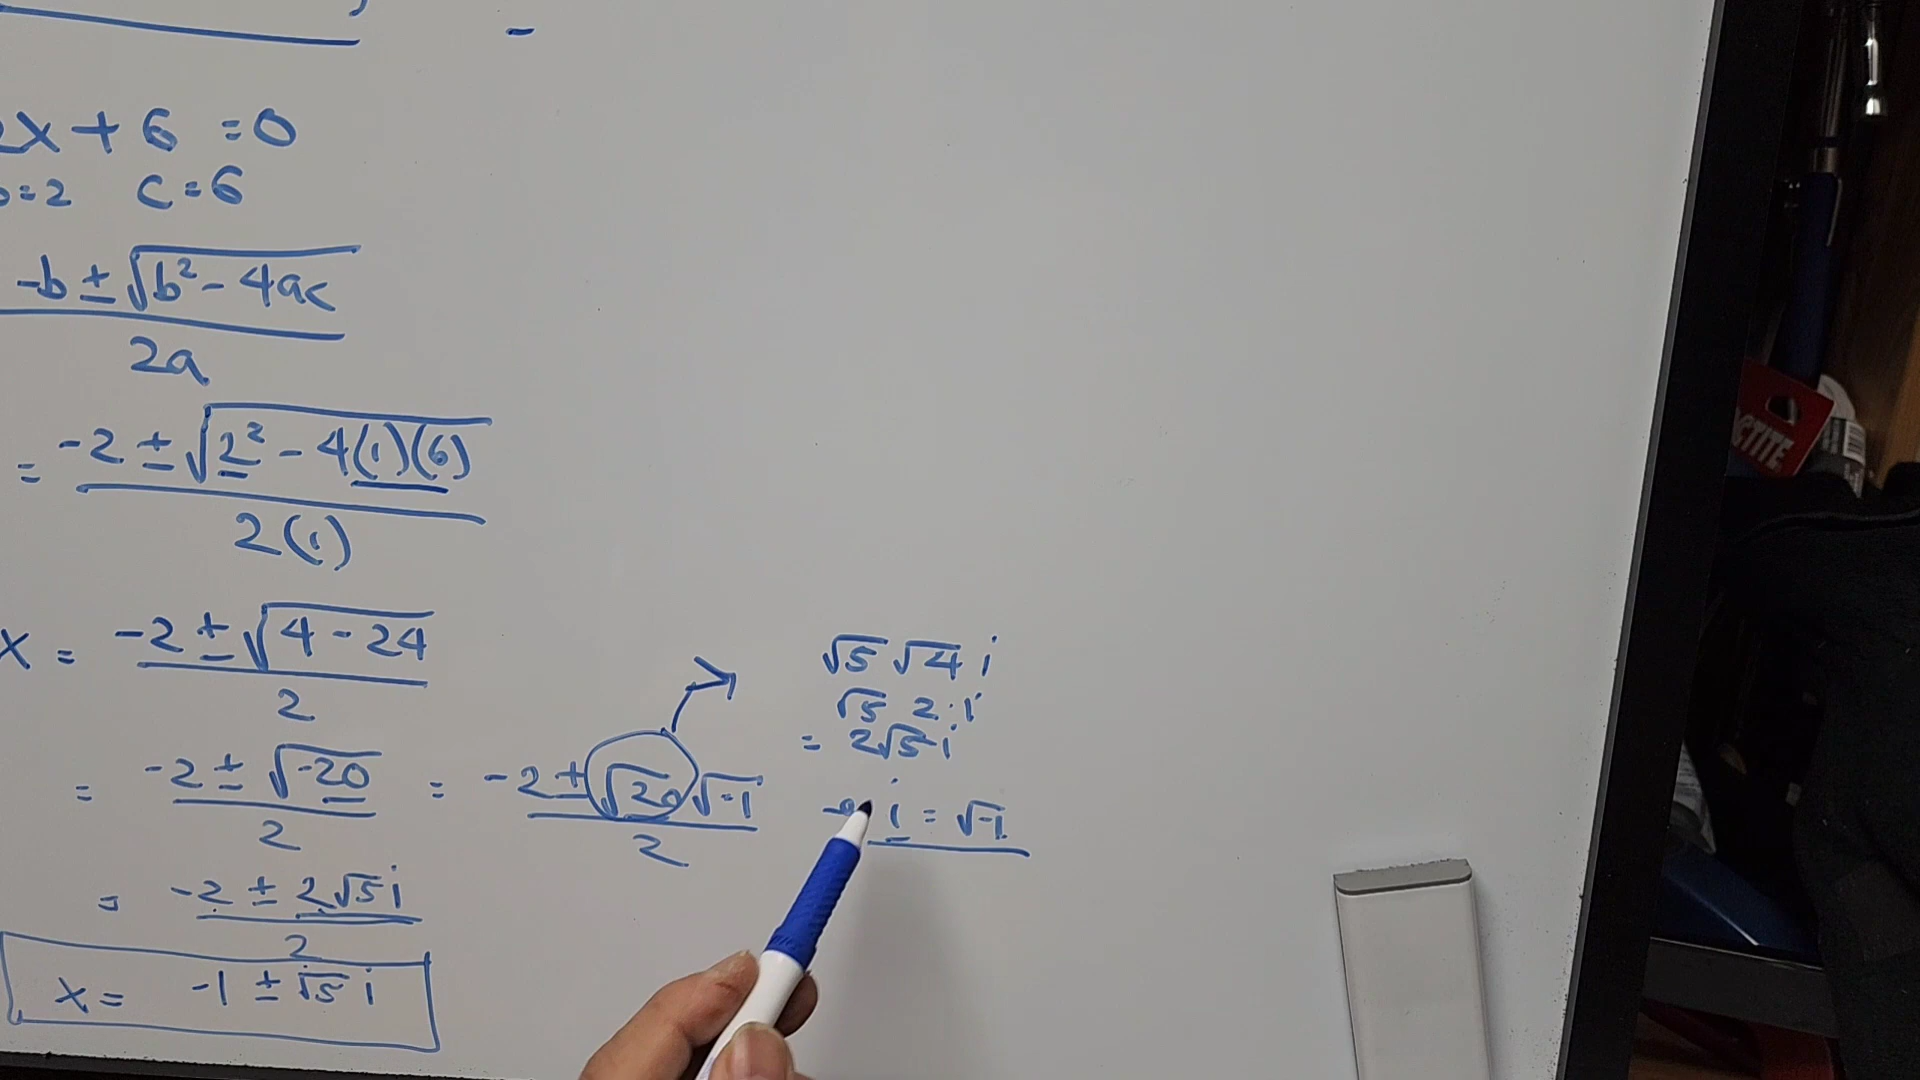 2x + 6 = 0
b=2 c=6
-b ± √b² - 4ac
2a
= -2 ± √2² - 4(1)(6)
2(1)
x = -2 ± √4 - 24
2
= -2 ± √-20 = -2 ± √20 √-1
2 2
= -2 ± 2√5 i
2
x = -1 ± √5 i
√5 √4 i
√5 2 · i
= 2√5 i
i = √-1
CTITE